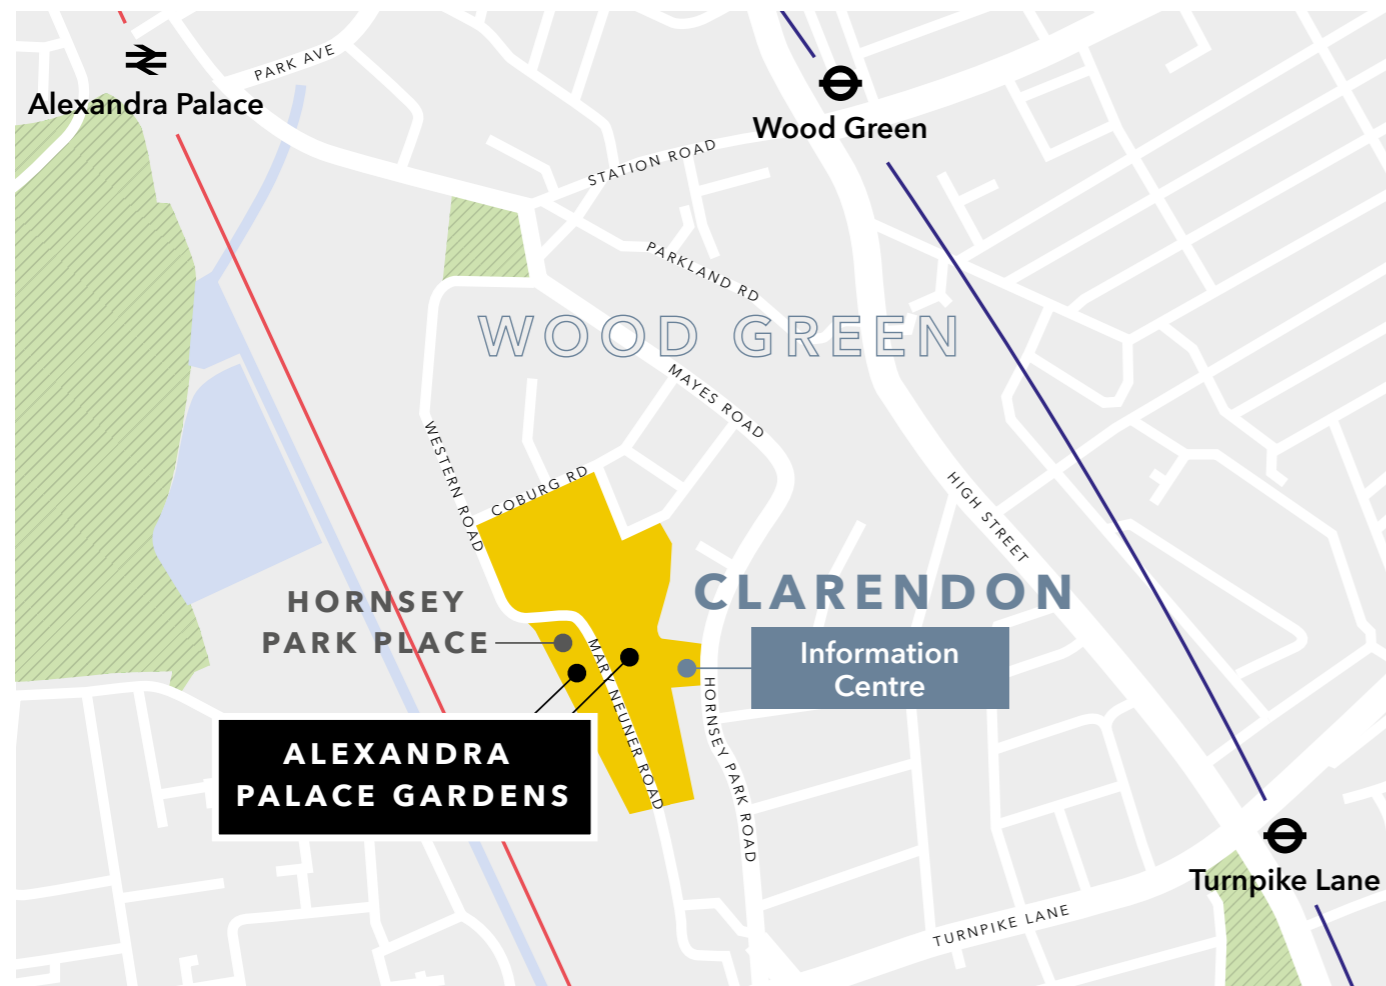 PARK AVE
Alexandra Palace
Wood Green
STATION ROAD
PARKLAND RD
WOOD GREEN
MAYES ROAD
WESTERN ROAD
COBURG RD
HIGH STREET
CLARENDON
HORNSEY
PARK PLACE
Information
Centre
MARY NEUNER ROAD
HORNSEY PARK ROAD
ALEXANDRA
PALACE GARDENS
Turnpike Lane
TURNPIKE LANE